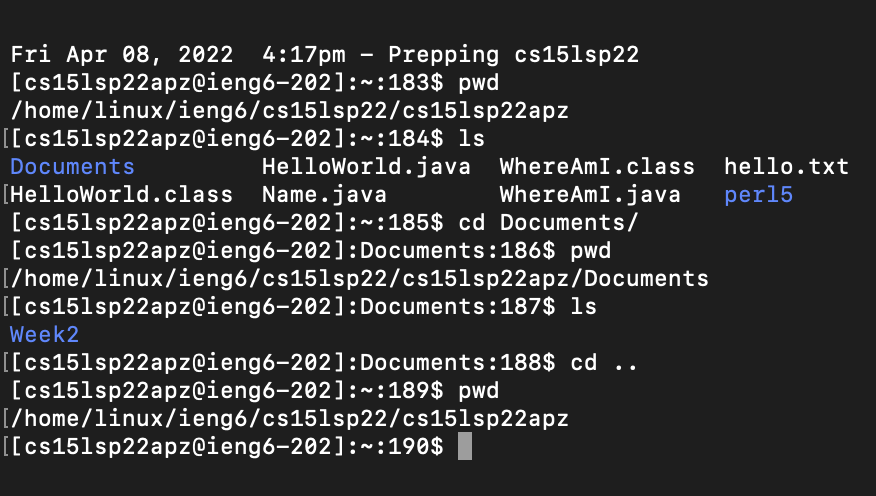 Fri Apr 08, 2022  4:17pm - Prepping cs15lsp22
[cs15lsp22apz@ieng6-202]:~:183$ pwd
/home/linux/ieng6/cs15lsp22/cs15lsp22apz
[[cs15lsp22apz@ieng6-202]:~:184$ ls
Documents         HelloWorld.java  WhereAmI.class  hello.txt
[HelloWorld.class  Name.java        WhereAmI.java   perl5
[cs15lsp22apz@ieng6-202]:~:185$ cd Documents/
[cs15lsp22apz@ieng6-202]:Documents:186$ pwd
[/home/linux/ieng6/cs15lsp22/cs15lsp22apz/Documents
[[cs15lsp22apz@ieng6-202]:Documents:187$ ls
Week2
[[cs15lsp22apz@ieng6-202]:Documents:188$ cd ..
[cs15lsp22apz@ieng6-202]:~:189$ pwd
[/home/linux/ieng6/cs15lsp22/cs15lsp22apz
[[cs15lsp22apz@ieng6-202]:~:190$